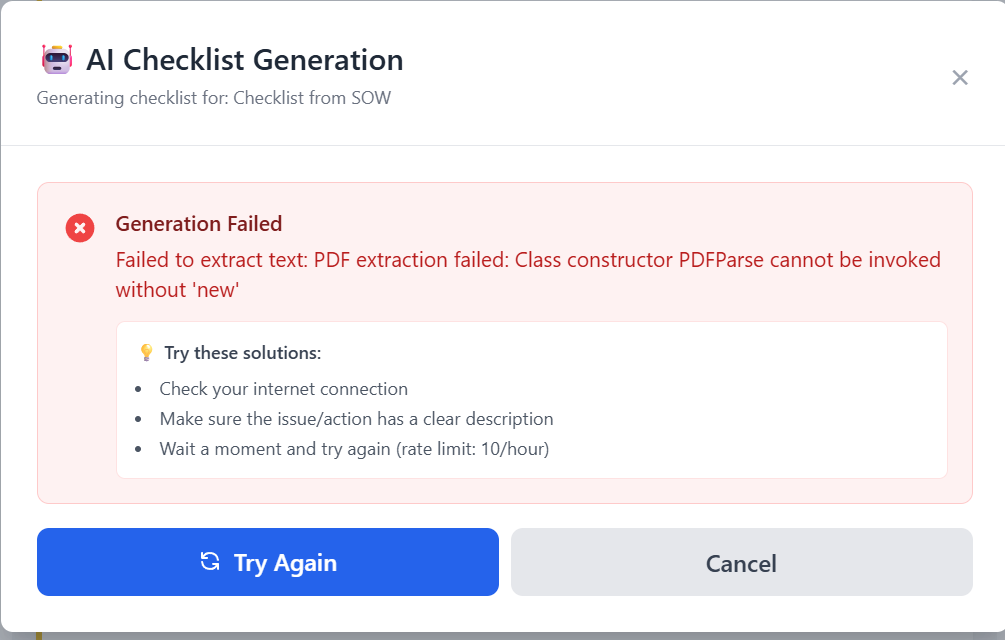 AI Checklist Generation
Generating checklist for: Checklist from SOW
Generation Failed
Failed to extract text: PDF extraction failed: Class constructor PDFParse cannot be invoked
without 'new'
Try these solutions:
Check your internet connection
Make sure the issue/action has a clear description
Wait a moment and try again (rate limit: 10/hour)
Try Again
Cancel